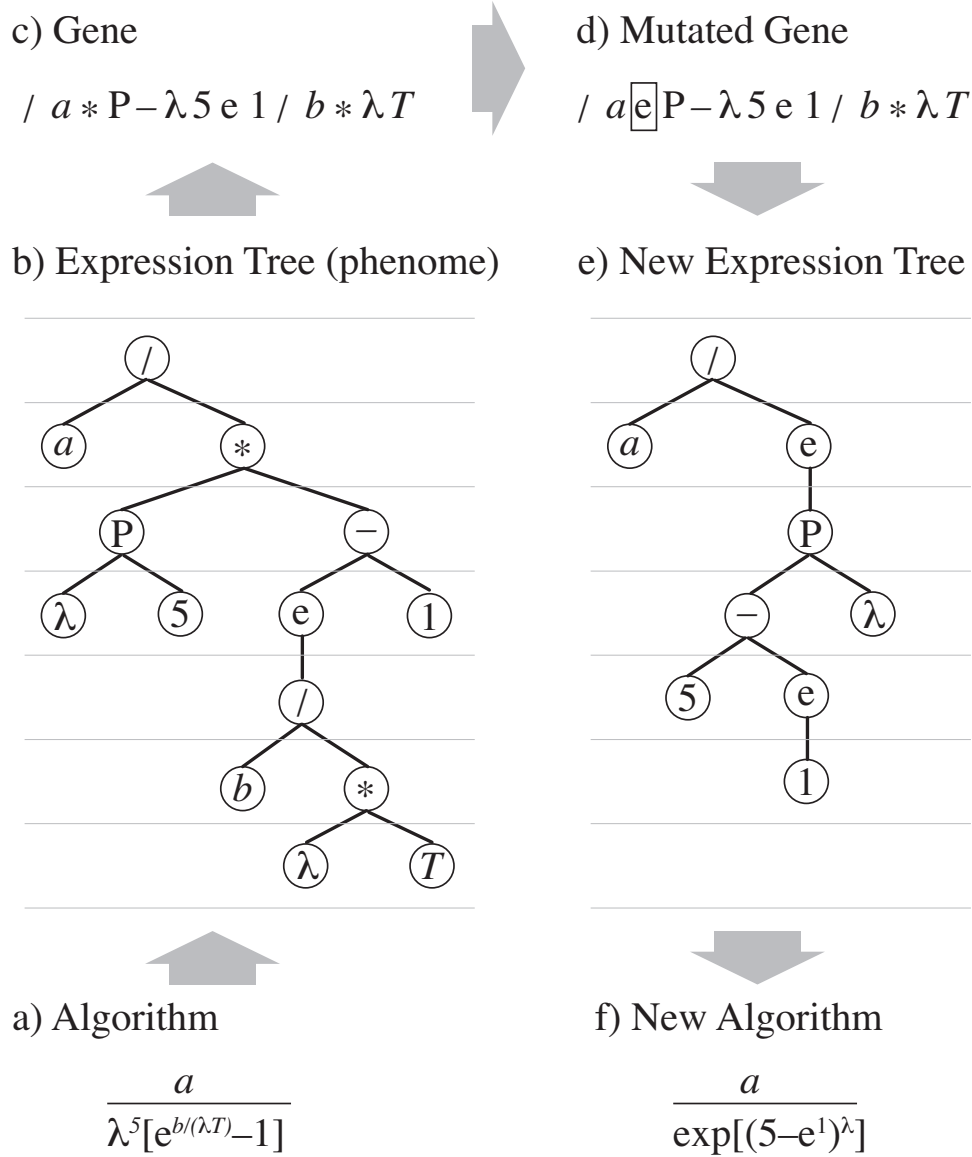 c) Gene
/ a * P – λ 5 e 1 / b * λ T
d) Mutated Gene
/ a e P – λ 5 e 1 / b * λ T
b) Expression Tree (phenome)
/
a *
P –
λ 5 e 1
/
b *
λ T
e) New Expression Tree
/
a e
P
– λ
5 e
1
a) Algorithm
a
λ⁵[e^b/(λT)–1]
f) New Algorithm
a
exp[(5–e¹)^λ]